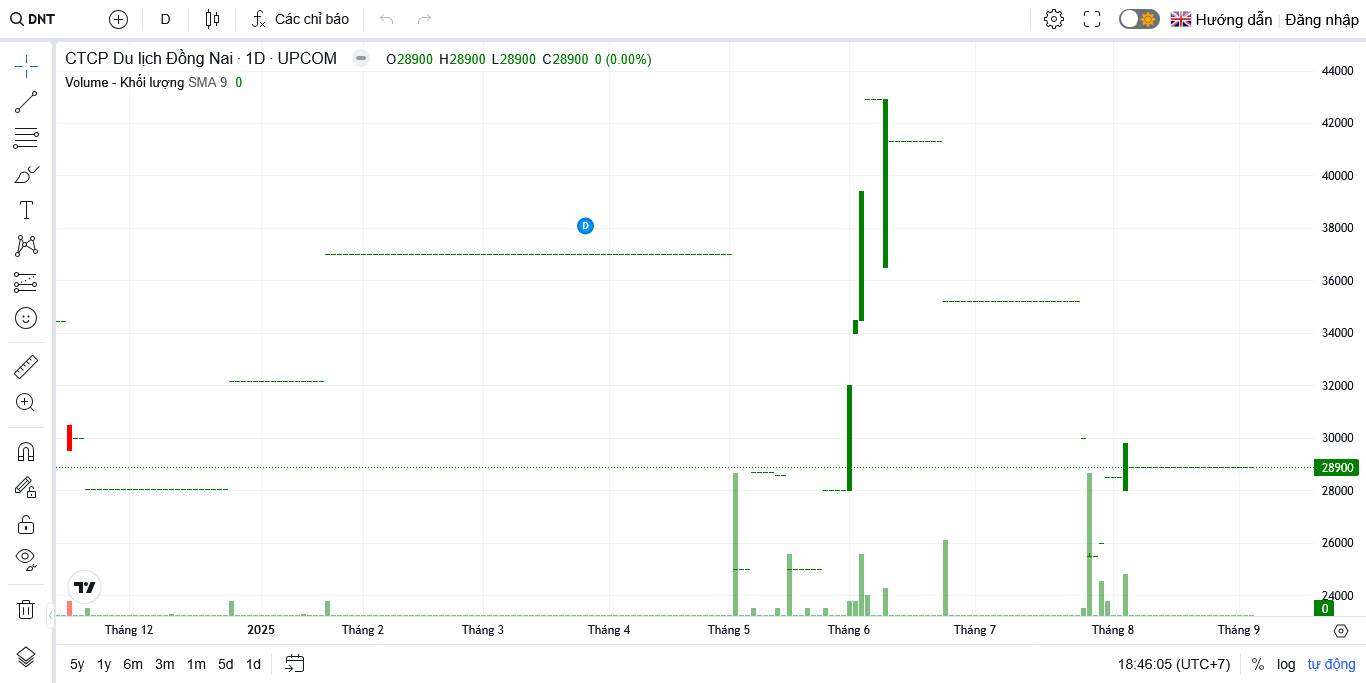 DNT D Các chỉ báo Hướng dẫn Đăng nhập
CTCP Du lịch Đồng Nai · 1D · UPCOM O28900 H28900 L28900 C28900 0 (0.00%)
Volume - Khối lượng SMA 9 0
44000
42000
40000
38000
D
36000
34000
32000
30000
28900
28000
26000
24000
0
Tháng 12 2025 Tháng 2 Tháng 3 Tháng 4 Tháng 5 Tháng 6 Tháng 7 Tháng 8 Tháng 9
5y 1y 6m 3m 1m 5d 1d 18:46:05 (UTC+7) % log tự động